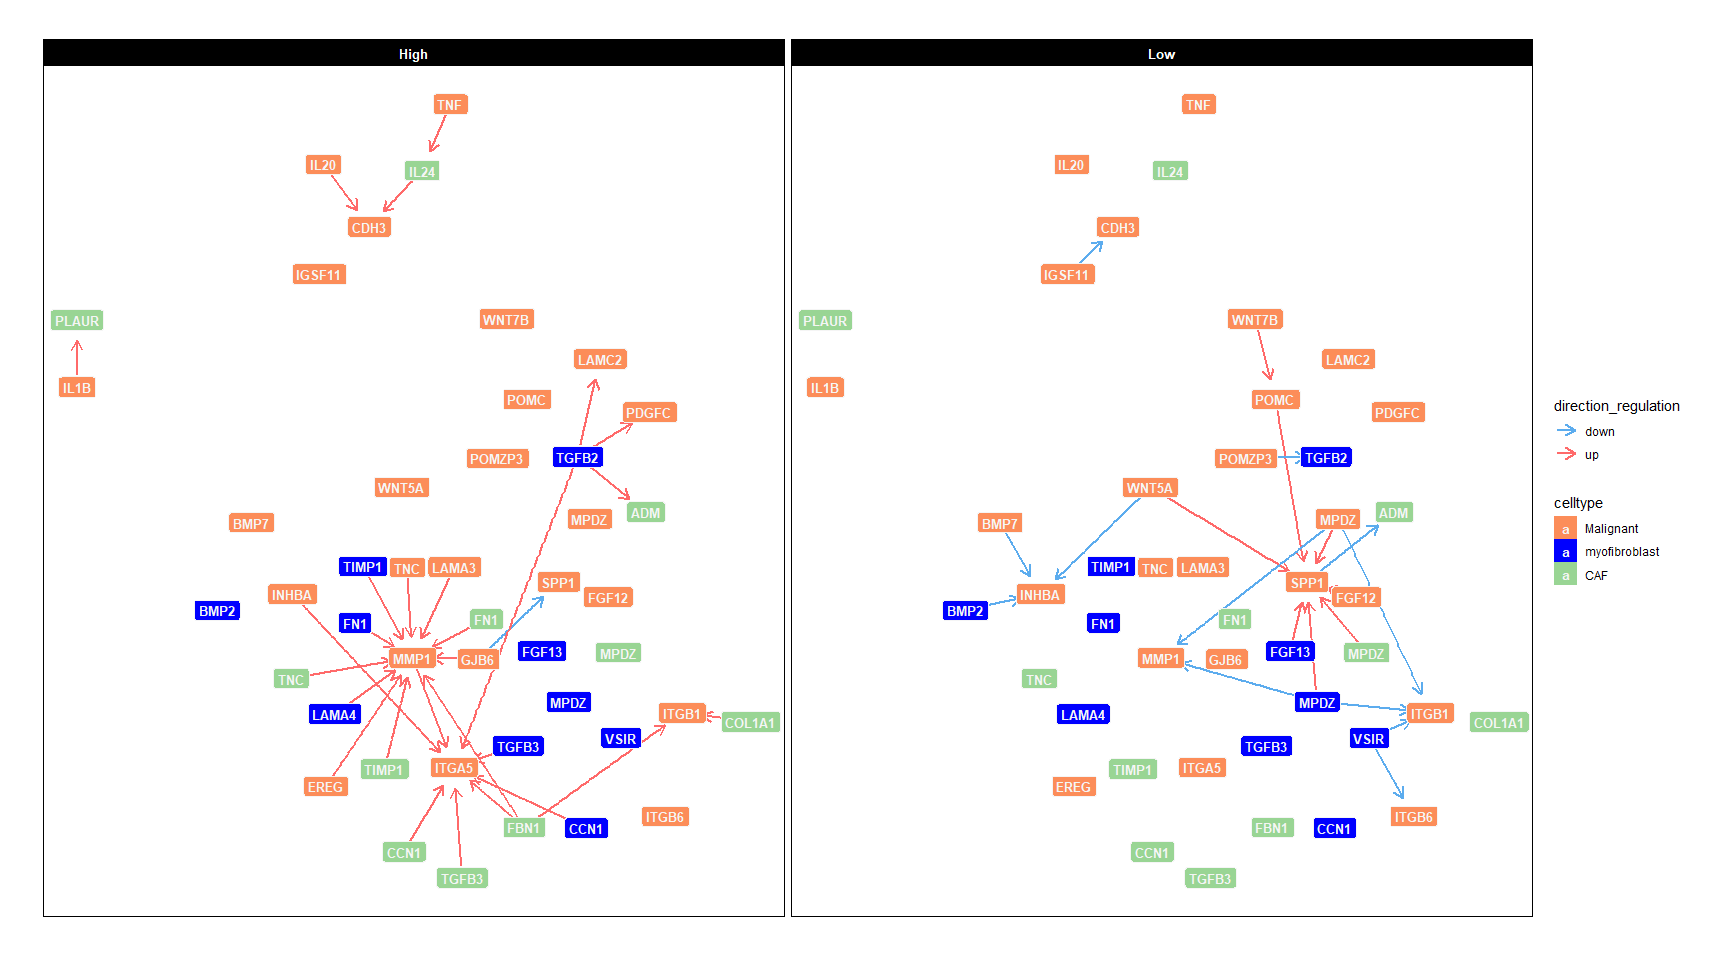 High
TNF
IL20
IL24
CDH3
IGSF11
PLAUR
WNT7B
LAMC2
IL1B
POMC
PDGFC
TGFB2
POMZP3
WNT5A
ADM
MPDZ
BMP7
TIMP1
TNC
LAMA3
SPP1
INHBA
FGF12
BMP2
FN1
FN1
FGF13
MPDZ
MMP1
GJB6
TNC
MPDZ
LAMA4
ITGB1
COL1A1
VSIR
TGFB3
ITGA5
TIMP1
EREG
ITGB6
FBN1
CCN1
CCN1
TGFB3
Low
TNF
IL20
IL24
CDH3
IGSF11
PLAUR
WNT7B
LAMC2
IL1B
POMC
PDGFC
POMZP3
TGFB2
WNT5A
ADM
MPDZ
BMP7
TIMP1
TNC
LAMA3
SPP1
INHBA
FGF12
BMP2
FN1
FN1
FGF13
MPDZ
MMP1
GJB6
TNC
MPDZ
LAMA4
ITGB1
COL1A1
VSIR
TGFB3
ITGA5
TIMP1
EREG
ITGB6
FBN1
CCN1
CCN1
TGFB3
direction_regulation
down
up
celltype
a Malignant
a myofibroblast
a CAF